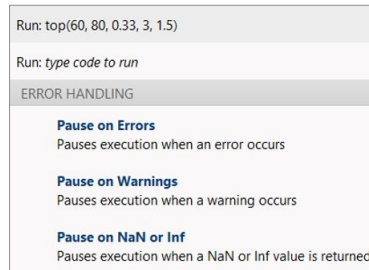 Run: top(60, 80, 0.33, 3, 1.5)
Run: type code to run
ERROR HANDLING
Pause on Errors
Pauses execution when an error occurs
Pause on Warnings
Pauses execution when a warning occurs
Pause on NaN or Inf
Pauses execution when a NaN or Inf value is returned